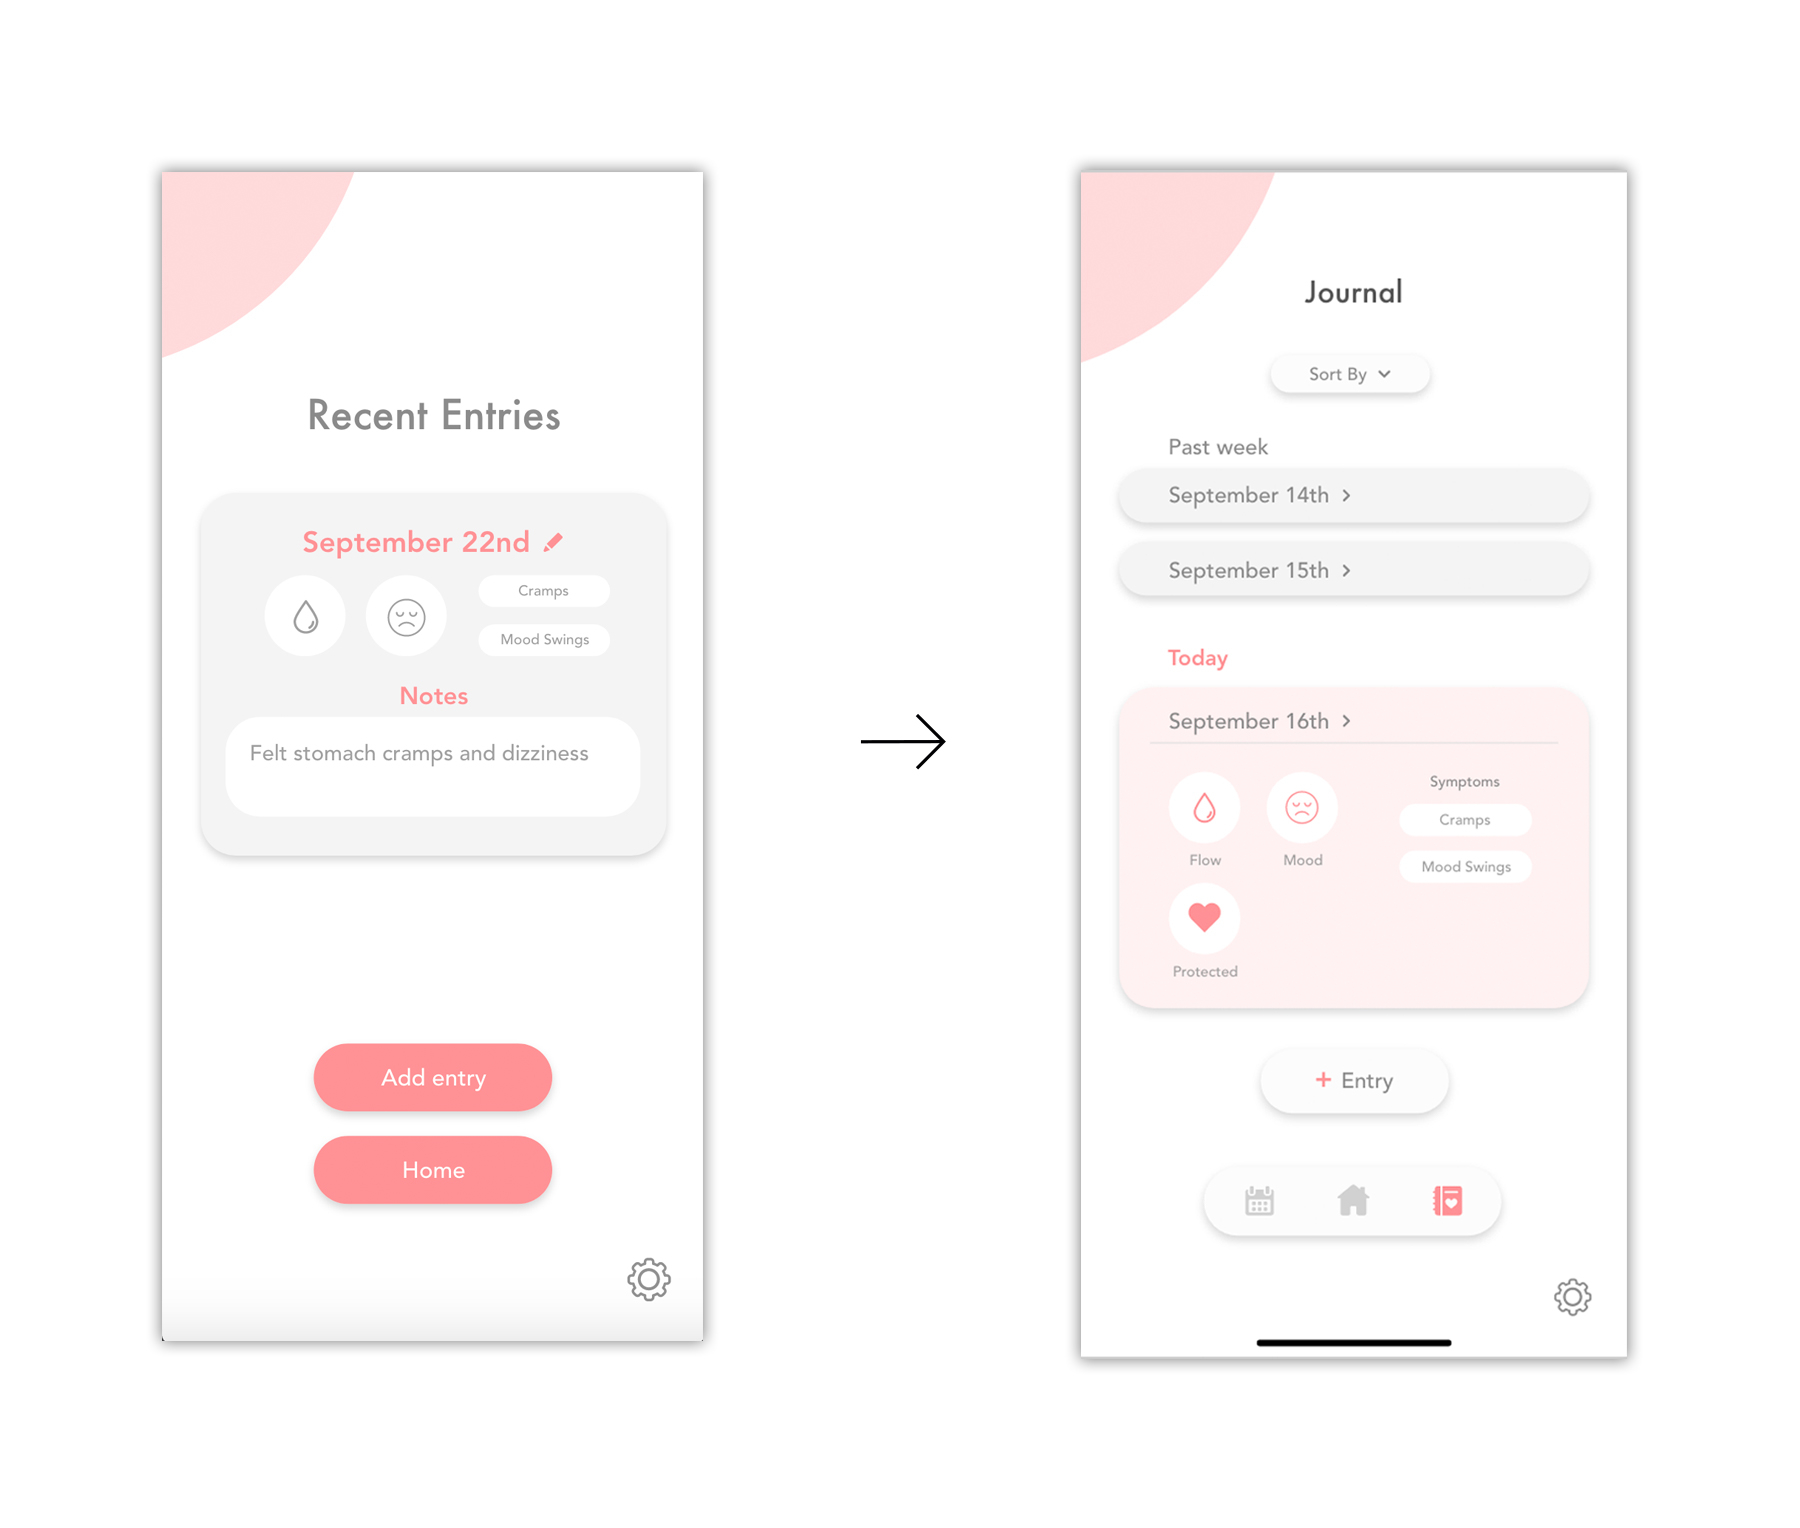 Recent Entries
September 22nd
Cramps
Mood Swings
Notes
Felt stomach cramps and dizziness
Add entry
Home
Journal
Sort By
Past week
September 14th
September 15th
Today
September 16th
Symptoms
Cramps
Mood Swings
Flow
Mood
Protected
+ Entry